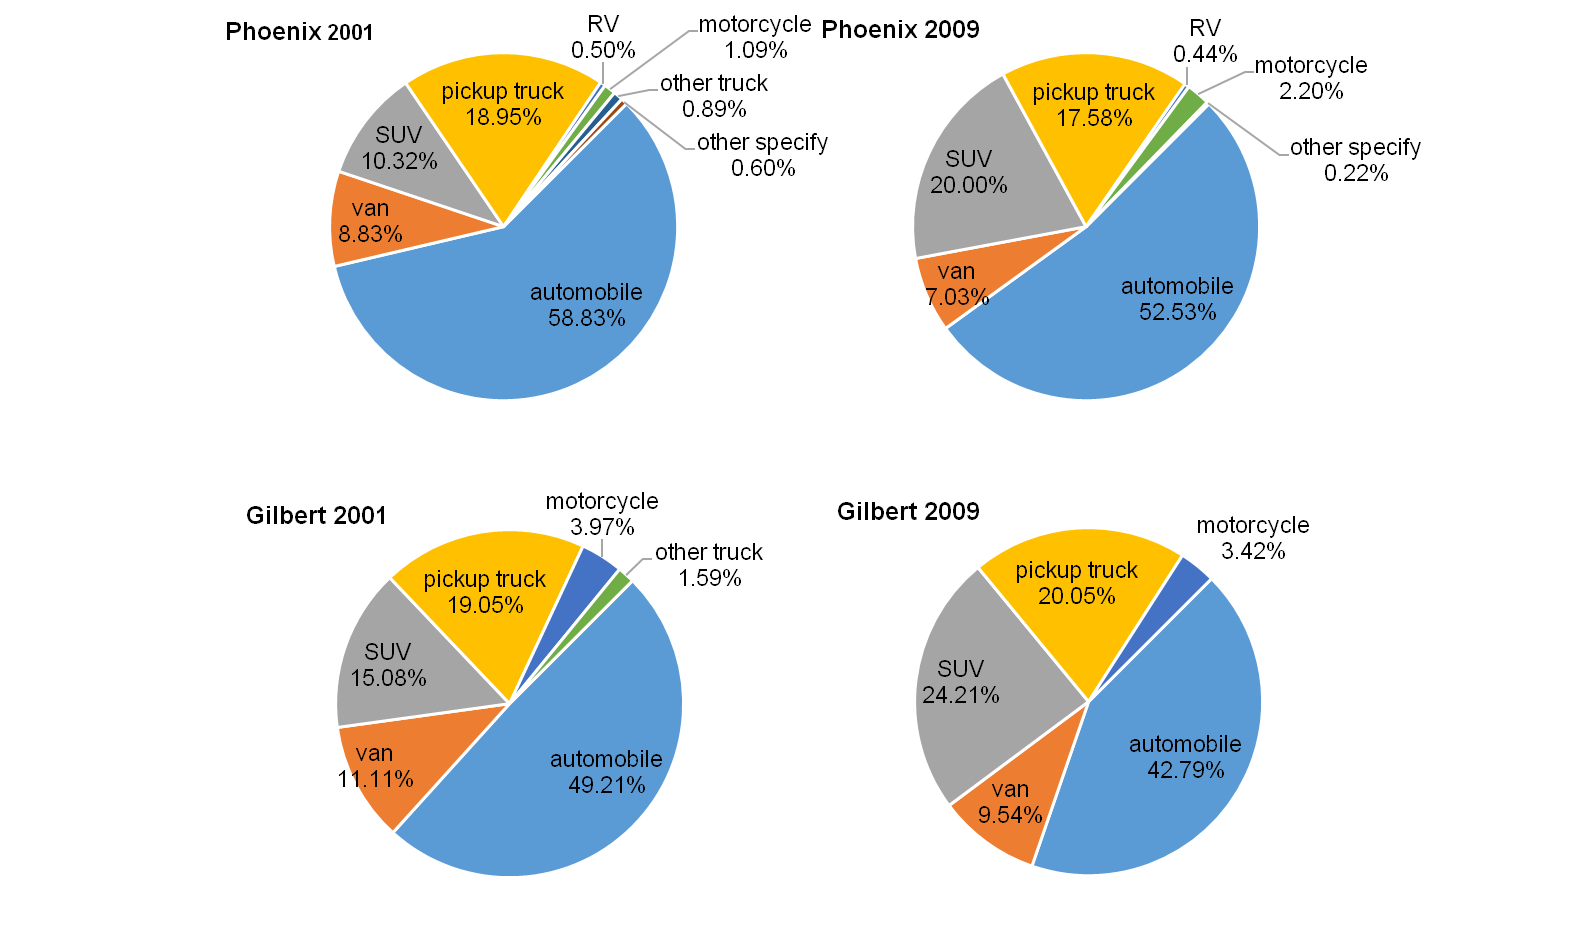 Phoenix 2001
RV
0.50%
motorcycle
1.09%
other truck
0.89%
other specify
0.60%
pickup truck
18.95%
SUV
10.32%
van
8.83%
automobile
58.83%
Phoenix 2009
RV
0.44%
motorcycle
2.20%
other specify
0.22%
pickup truck
17.58%
SUV
20.00%
van
7.03%
automobile
52.53%
Gilbert 2001
motorcycle
3.97%
other truck
1.59%
pickup truck
19.05%
SUV
15.08%
van
11.11%
automobile
49.21%
Gilbert 2009
motorcycle
3.42%
pickup truck
20.05%
SUV
24.21%
van
9.54%
automobile
42.79%